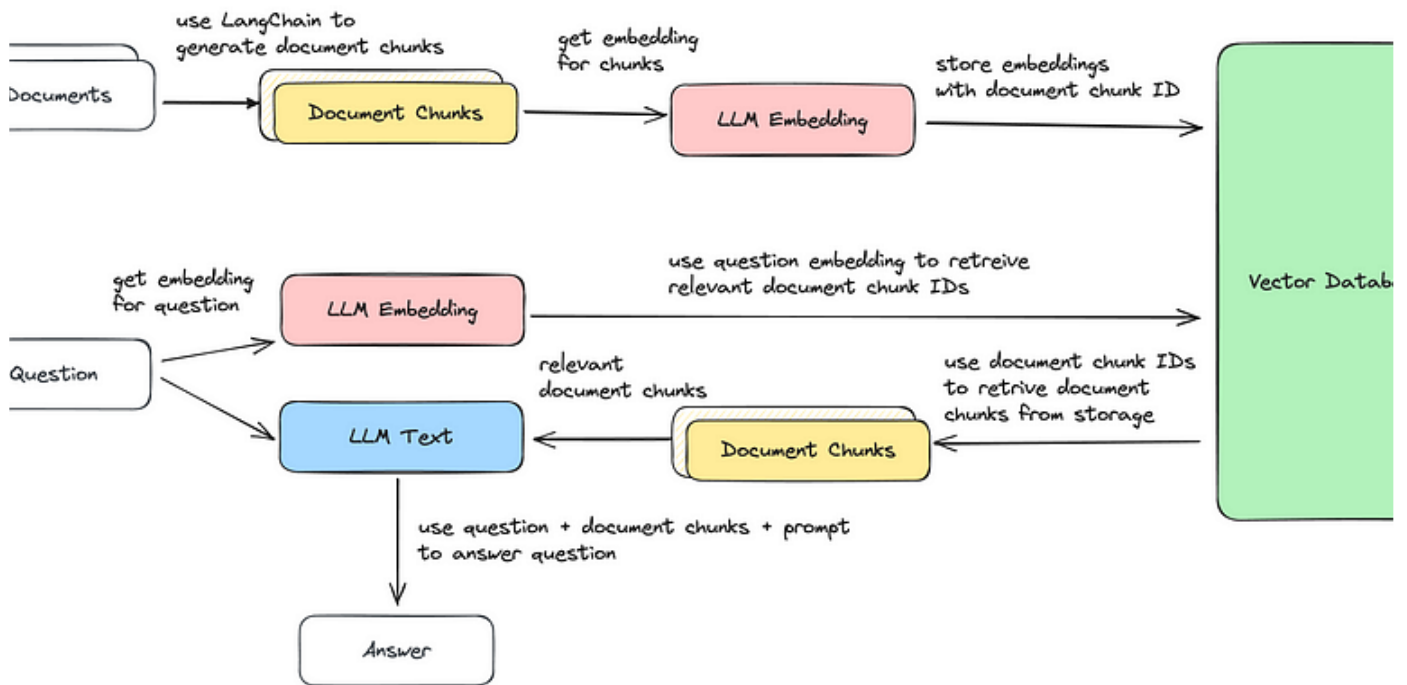 use LangChain to
generate document chunks
Documents
Document Chunks
get embedding
for chunks
LLM Embedding
store embeddings
with document chunk ID
get embedding
for question
LLM Embedding
use question embedding to retreive
relevant document chunk IDs
Vector Datab
Question
LLM Text
relevant
document chunks
Document Chunks
use document chunk IDs
to retrive document
chunks from storage
use question + document chunks + prompt
to answer question
Answer